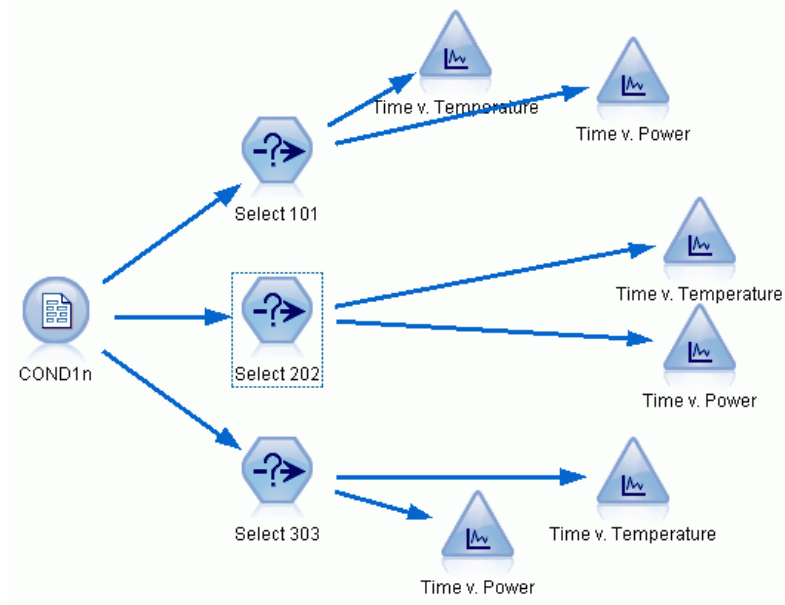 Time v. Temperature
Time v. Power
Select 101
Time v. Temperature
COND1n
Select 202
Time v. Power
Select 303
Time v. Temperature
Time v. Power